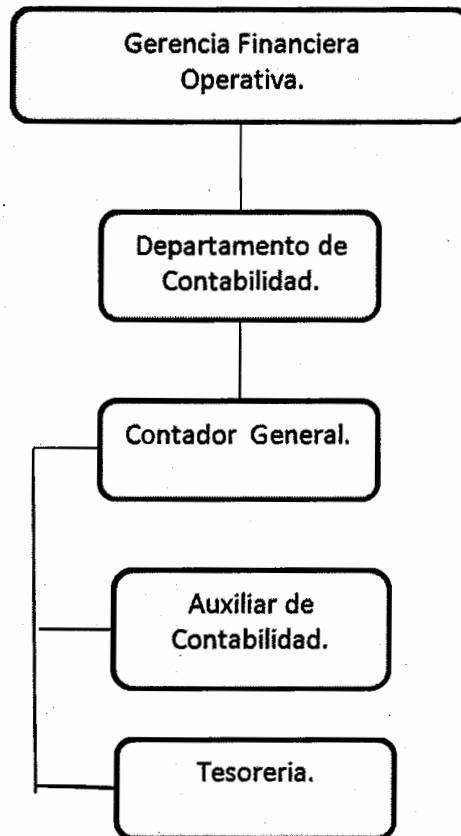 Gerencia Financiera
Operativa.
Departamento de
Contabilidad.
Contador General.
Auxiliar de
Contabilidad.
Tesoreria.